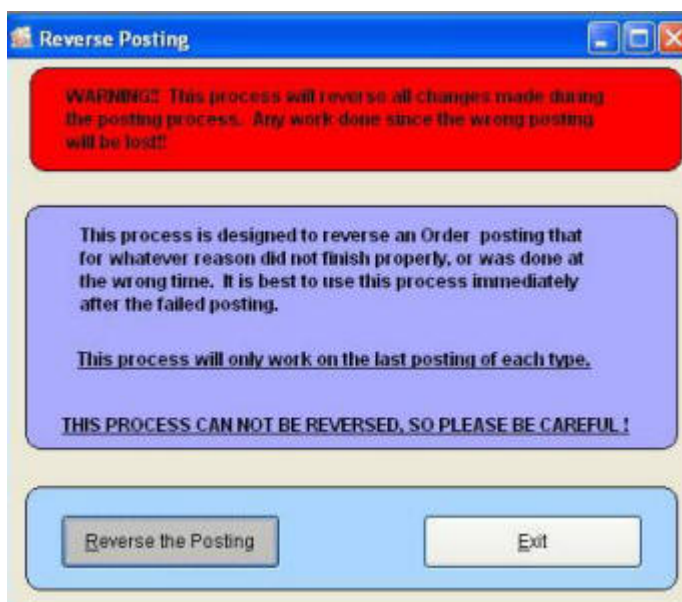 Reverse Posting
WARNING!! This process will reverse all changes made during
the posting process. Any work done since the wrong posting
will be lost!!
This process is designed to reverse an Order posting that
for whatever reason did not finish properly, or was done at
the wrong time. It is best to use this process immediately
after the failed posting.
This process will only work on the last posting of each type.
THIS PROCESS CAN NOT BE REVERSED, SO PLEASE BE CAREFUL !
Reverse the Posting
Exit